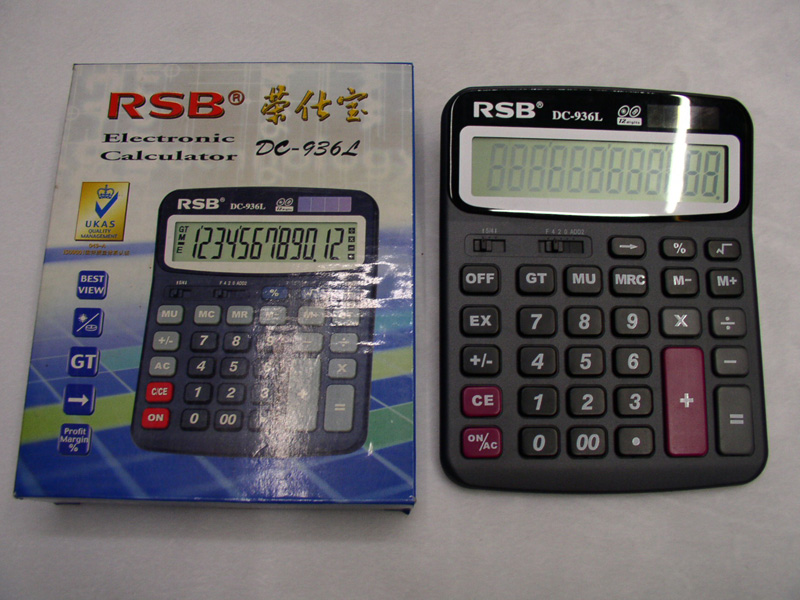 RSB® 榮仕宝
Electronic
Calculator DC-936L
UKAS
QUALITY
MANAGEMENT
RSB® DC-936L
GT
M
E
1234567890.12
BEST
VIEW
GT
→
Profit
Margin
%
%
MU MC MR M- M+
+/- 7 8 9 - ÷
AC 4 5 6 X
C/CE 1 2 3 + =
ON 0 00
RSB® DC-936L
12 digits
888888888888
F 4 2 0 ADD2
→ % √
OFF GT MU MRC M- M+
EX 7 8 9 X ÷
+/- 4 5 6 + -
CE 1 2 3 =
ON/AC 0 00 .